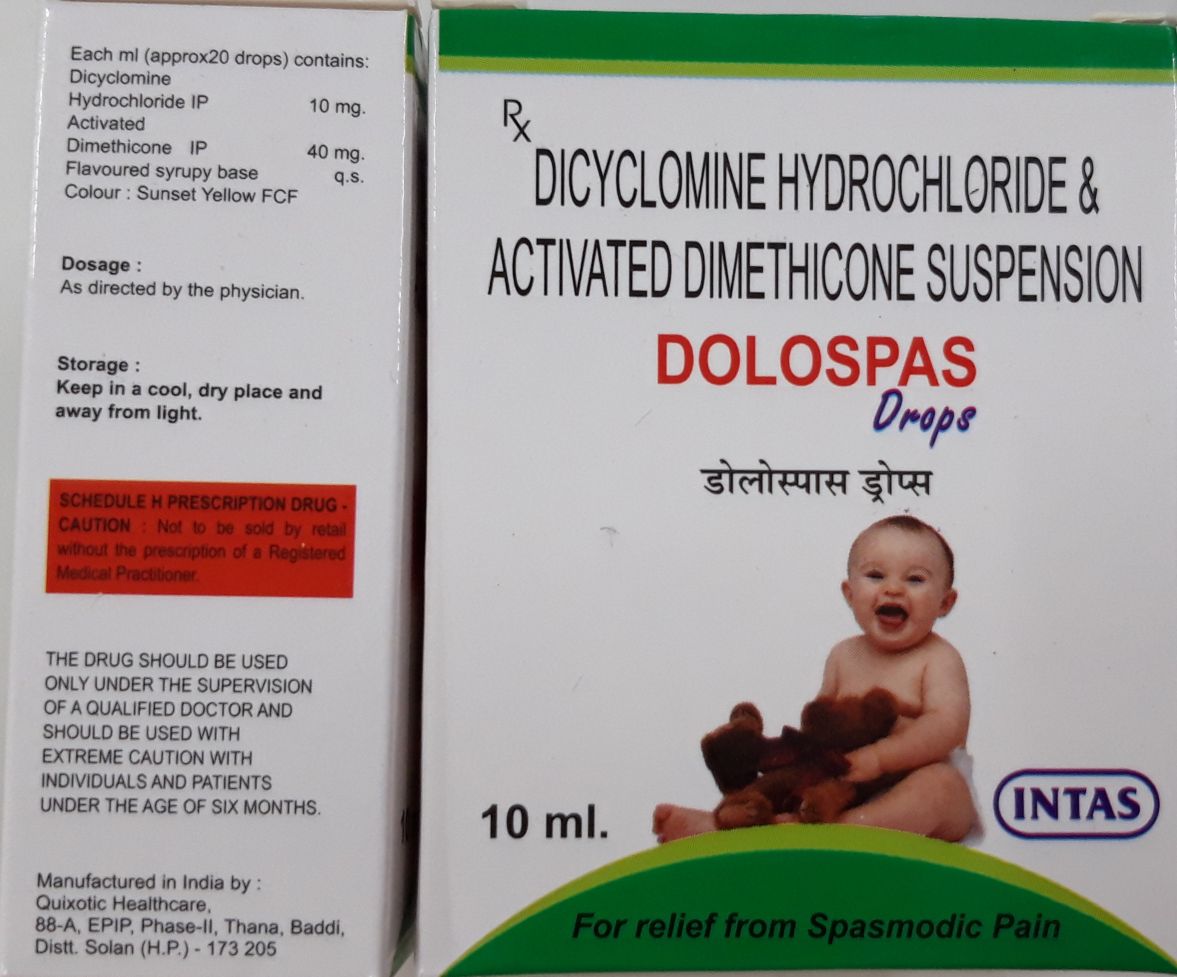 Each ml (approx20 drops) contains:
Dicyclomine
Hydrochloride IP 10 mg.
Activated
Dimethicone IP 40 mg.
Flavoured syrupy base q.s.
Colour : Sunset Yellow FCF
Dosage :
As directed by the physician.
Storage :
Keep in a cool, dry place and
away from light.
SCHEDULE H PRESCRIPTION DRUG -
CAUTION : Not to be sold by retail
without the prescription of a Registered
Medical Practitioner.
THE DRUG SHOULD BE USED
ONLY UNDER THE SUPERVISION
OF A QUALIFIED DOCTOR AND
SHOULD BE USED WITH
EXTREME CAUTION WITH
INDIVIDUALS AND PATIENTS
UNDER THE AGE OF SIX MONTHS.
Manufactured in India by :
Quixotic Healthcare,
88-A, EPIP, Phase-II, Thana, Baddi,
Distt. Solan (H.P.) - 173 205
Rx
DICYCLOMINE HYDROCHLORIDE &
ACTIVATED DIMETHICONE SUSPENSION
DOLOSPAS
Drops
डोलोस्पास ड्रोप्स
10 ml.
INTAS
For relief from Spasmodic Pain